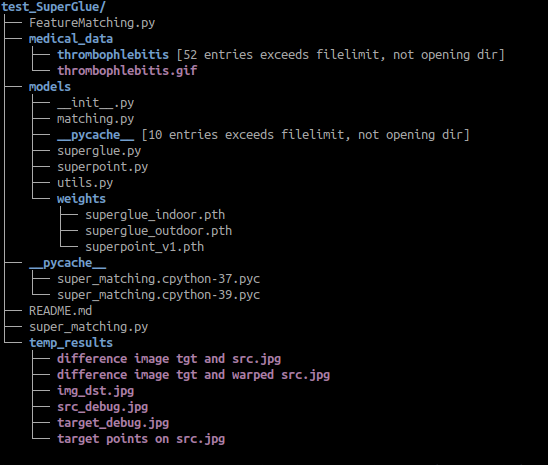 test_SuperGlue/
├── FeatureMatching.py
├── medical_data
│   ├── thrombophlebitis [52 entries exceeds filelimit, not opening dir]
│   └── thrombophlebitis.gif
├── models
│   ├── __init__.py
│   ├── matching.py
│   ├── __pycache__ [10 entries exceeds filelimit, not opening dir]
│   ├── superglue.py
│   ├── superpoint.py
│   ├── utils.py
│   └── weights
│       ├── superglue_indoor.pth
│       ├── superglue_outdoor.pth
│       └── superpoint_v1.pth
├── __pycache__
│   ├── super_matching.cpython-37.pyc
│   └── super_matching.cpython-39.pyc
├── README.md
├── super_matching.py
└── temp_results
    ├── difference image tgt and src.jpg
    ├── difference image tgt and warped src.jpg
    ├── img_dst.jpg
    ├── src_debug.jpg
    ├── target_debug.jpg
    └── target points on src.jpg